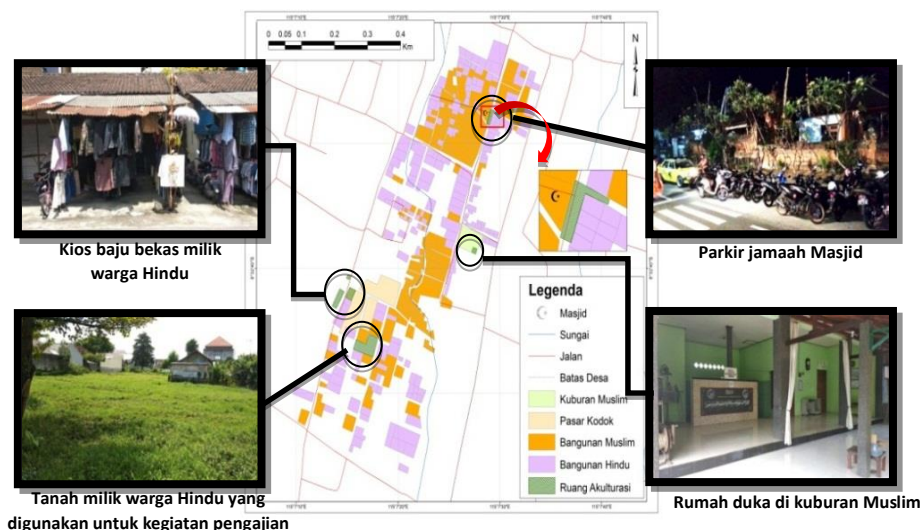 0 0.05 0.1 0.2 0.3 0.4
Km
N
Kios baju bekas milik
warga Hindu
Parkir jamaah Masjid
Legenda
Masjid
Sungai
Jalan
Batas Desa
Kuburan Muslim
Pasar Kodok
Bangunan Muslim
Bangunan Hindu
Ruang Akulturasi
Tanah milik warga Hindu yang
digunakan untuk kegiatan pengajian
Rumah duka di kuburan Muslim